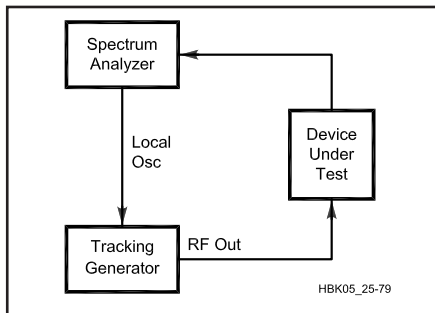 Spectrum
Analyzer
Local
Osc
Device
Under
Test
Tracking
Generator
RF Out
HBK05_25-79